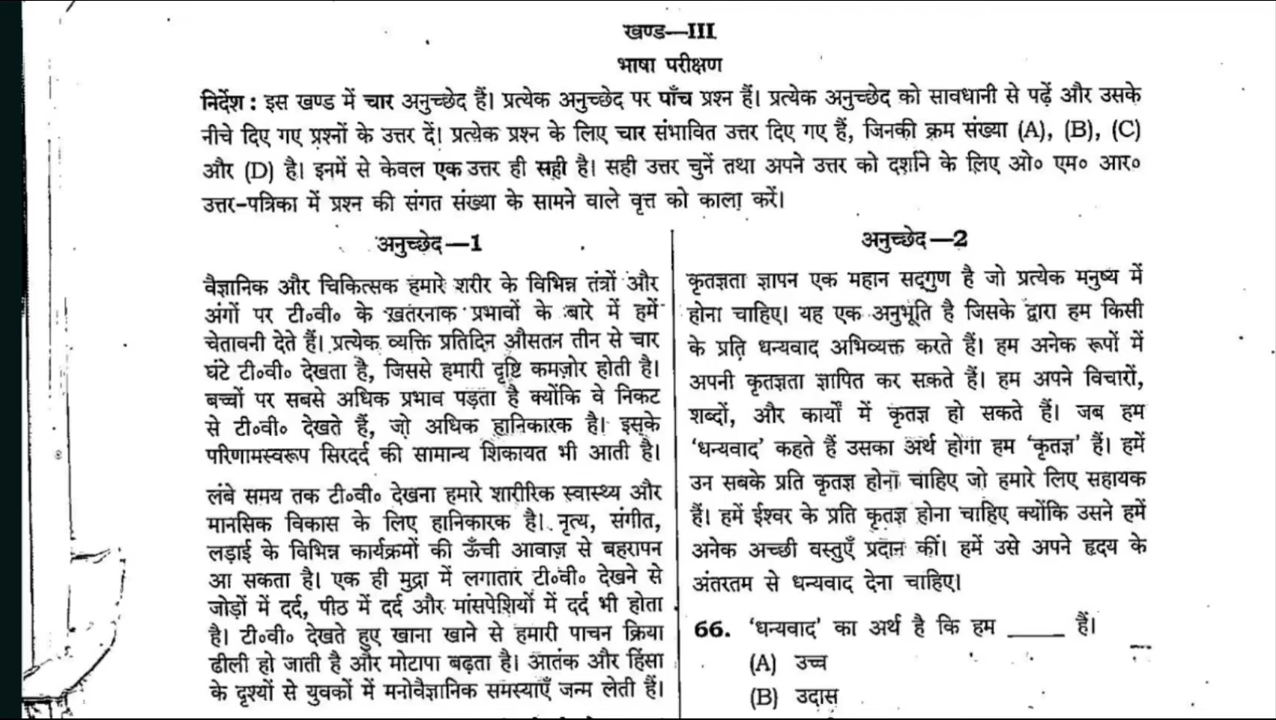 खण्ड—III
भाषा परीक्षण
निर्देश : इस खण्ड में चार अनुच्छेद हैं। प्रत्येक अनुच्छेद पर पाँच प्रश्न हैं। प्रत्येक अनुच्छेद को सावधानी से पढ़ें और उसके
नीचे दिए गए प्रश्नों के उत्तर दें! प्रत्येक प्रश्न के लिए चार संभावित उत्तर दिए गए हैं, जिनकी क्रम संख्या (A), (B), (C)
और (D) है। इनमें से केवल एक उत्तर ही सही है। सही उत्तर चुनें तथा अपने उत्तर को दर्शाने के लिए ओ० एम० आर०
उत्तर-पत्रिका में प्रश्न की संगत संख्या के सामने वाले वृत्त को काला करें।
अनुच्छेद—1
वैज्ञानिक और चिकित्सक हमारे शरीर के विभिन्न तंत्रों और
अंगों पर टी०वी० के ख़तरनाक प्रभावों के बारे में हमें
चेतावनी देते हैं। प्रत्येक व्यक्ति प्रतिदिन औसतन तीन से चार
घंटे टी०वी० देखता है, जिससे हमारी दृष्टि कमज़ोर होती है।
बच्चों पर सबसे अधिक प्रभाव पड़ता है क्योंकि वे निकट
से टी०वी० देखते हैं, जो अधिक हानिकारक है। इसके
परिणामस्वरूप सिरदर्द की सामान्य शिकायत भी आती है।
लंबे समय तक टी०वी० देखना हमारे शारीरिक स्वास्थ्य और
मानसिक विकास के लिए हानिकारक है। नृत्य, संगीत,
लड़ाई के विभिन्न कार्यक्रमों की ऊँची आवाज़ से बहरापन
आ सकता है। एक ही मुद्रा में लगातार टी०वी० देखने से
जोड़ों में दर्द, पीठ में दर्द और मांसपेशियों में दर्द भी होता
है। टी०वी० देखते हुए खाना खाने से हमारी पाचन क्रिया
ढीली हो जाती है और मोटापा बढ़ता है। आतंक और हिंसा
के दृश्यों से युवकों में मनोवैज्ञानिक समस्याएँ जन्म लेती हैं।
अनुच्छेद—2
कृतज्ञता ज्ञापन एक महान सद्‌गुण है जो प्रत्येक मनुष्य में
होना चाहिए। यह एक अनुभूति है जिसके द्वारा हम किसी
के प्रति धन्यवाद अभिव्यक्त करते हैं। हम अनेक रूपों में
अपनी कृतज्ञता ज्ञापित कर सकते हैं। हम अपने विचारों,
शब्दों, और कार्यों में कृतज्ञ हो सकते हैं। जब हम
‘धन्यवाद’ कहते हैं उसका अर्थ होगा हम ‘कृतज्ञ’ हैं। हमें
उन सबके प्रति कृतज्ञ होना चाहिए जो हमारे लिए सहायक
हैं। हमें ईश्वर के प्रति कृतज्ञ होना चाहिए क्योंकि उसने हमें
अनेक अच्छी वस्तुएँ प्रदान कीं। हमें उसे अपने हृदय के
अंतरतम से धन्यवाद देना चाहिए।
66. ‘धन्यवाद’ का अर्थ है कि हम ____ हैं।
(A) उच्च
(B) उदास